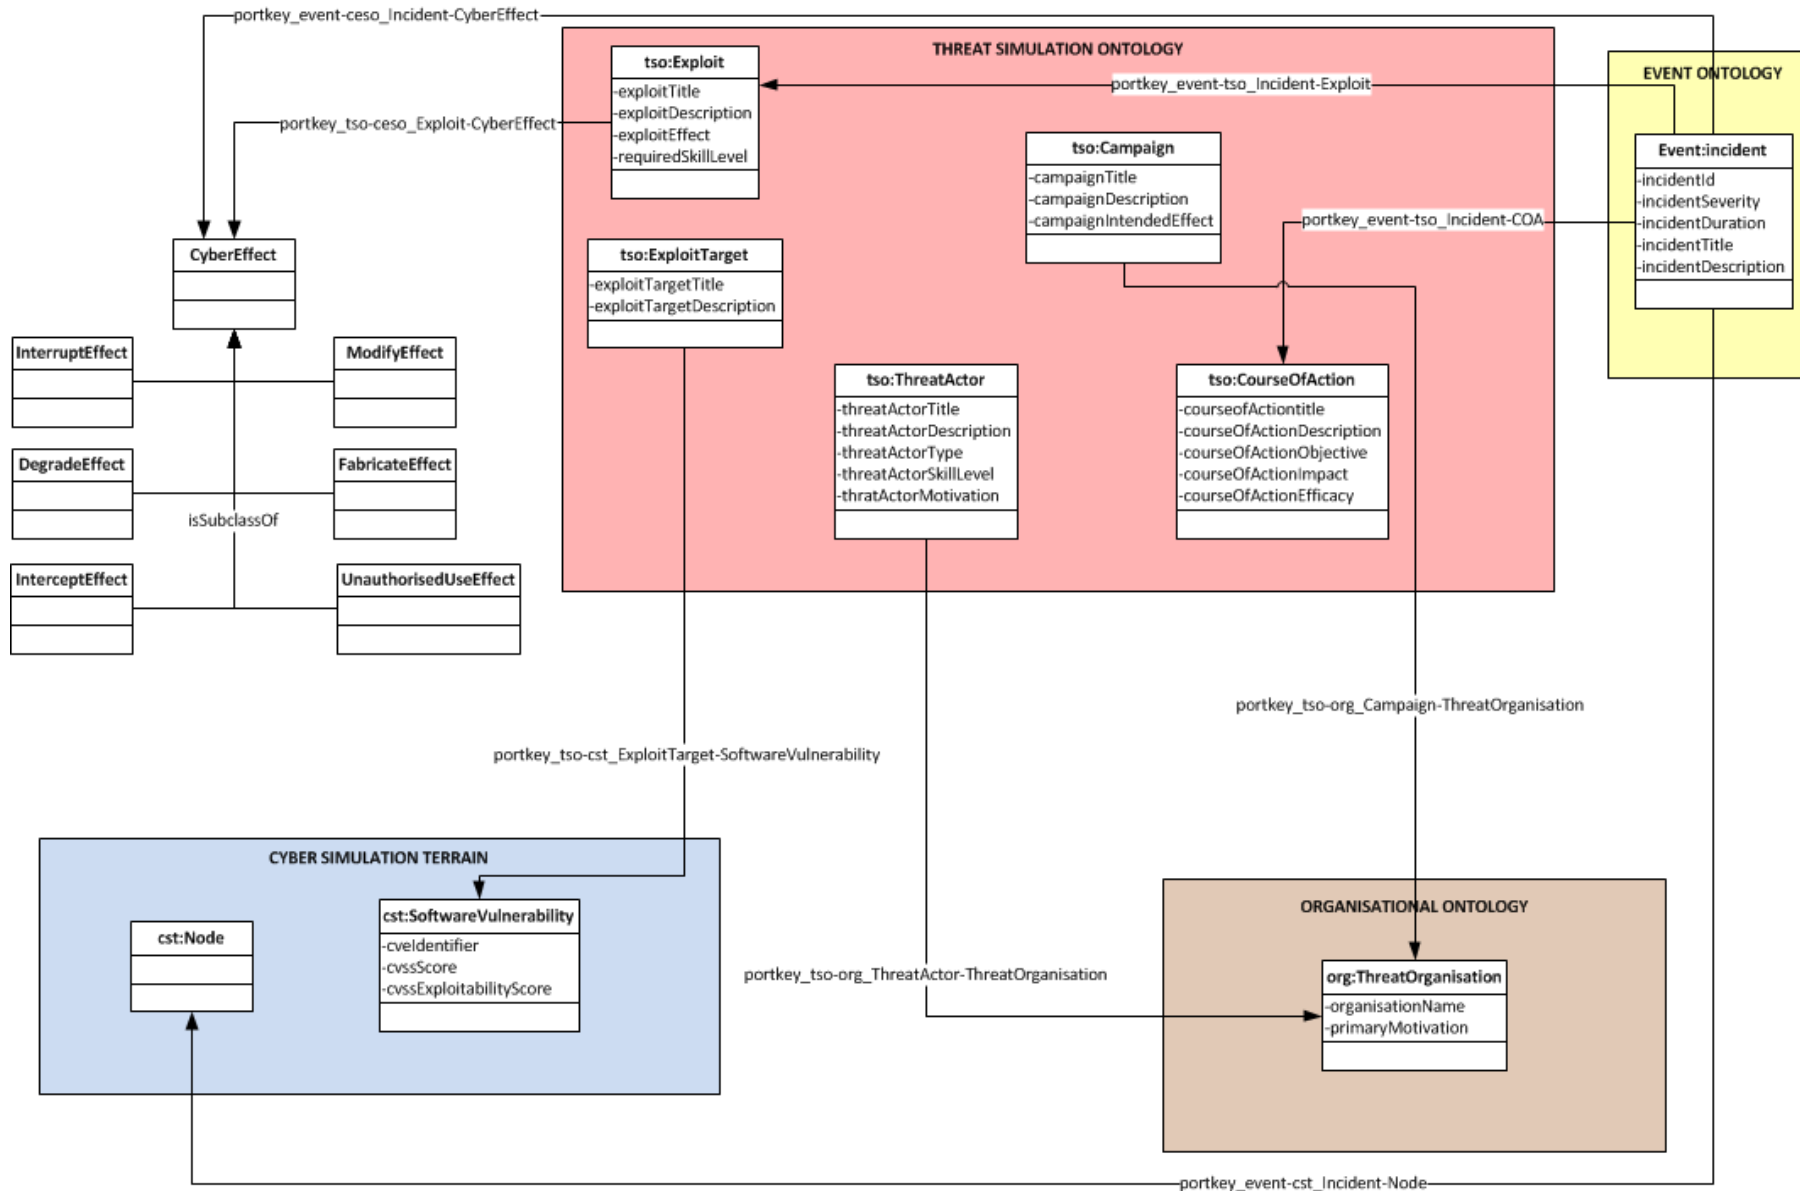 portkey_event-ceso_Incident-CyberEffect
THREAT SIMULATION ONTOLOGY
EVENT ONTOLOGY
tso:Exploit
-exploitTitle
-exploitDescription
-exploitEffect
-requiredSkillLevel
portkey_event-tso_Incident-Exploit
portkey_tso-ceso_Exploit-CyberEffect
tso:Campaign
-campaignTitle
-campaignDescription
-campaignIntendedEffect
Event:incident
-incidentId
-incidentSeverity
-incidentDuration
-incidentTitle
-incidentDescription
portkey_event-tso_Incident-COA
CyberEffect
tso:ExploitTarget
-exploitTargetTitle
-exploitTargetDescription
InterruptEffect
ModifyEffect
DegradeEffect
FabricateEffect
isSubclassOf
InterceptEffect
UnauthorisedUseEffect
tso:ThreatActor
-threatActorTitle
-threatActorDescription
-threatActorType
-threatActorSkillLevel
-thratActorMotivation
tso:CourseOfAction
-courseofActiontitle
-courseOfActionDescription
-courseOfActionObjective
-courseOfActionImpact
-courseOfActionEfficacy
portkey_tso-org_Campaign-ThreatOrganisation
portkey_tso-cst_ExploitTarget-SoftwareVulnerability
CYBER SIMULATION TERRAIN
cst:Node
cst:SoftwareVulnerability
-cveIdentifier
-cvssScore
-cvssExploitabilityScore
portkey_tso-org_ThreatActor-ThreatOrganisation
ORGANISATIONAL ONTOLOGY
org:ThreatOrganisation
-organisationName
-primaryMotivation
portkey_event-cst_Incident-Node